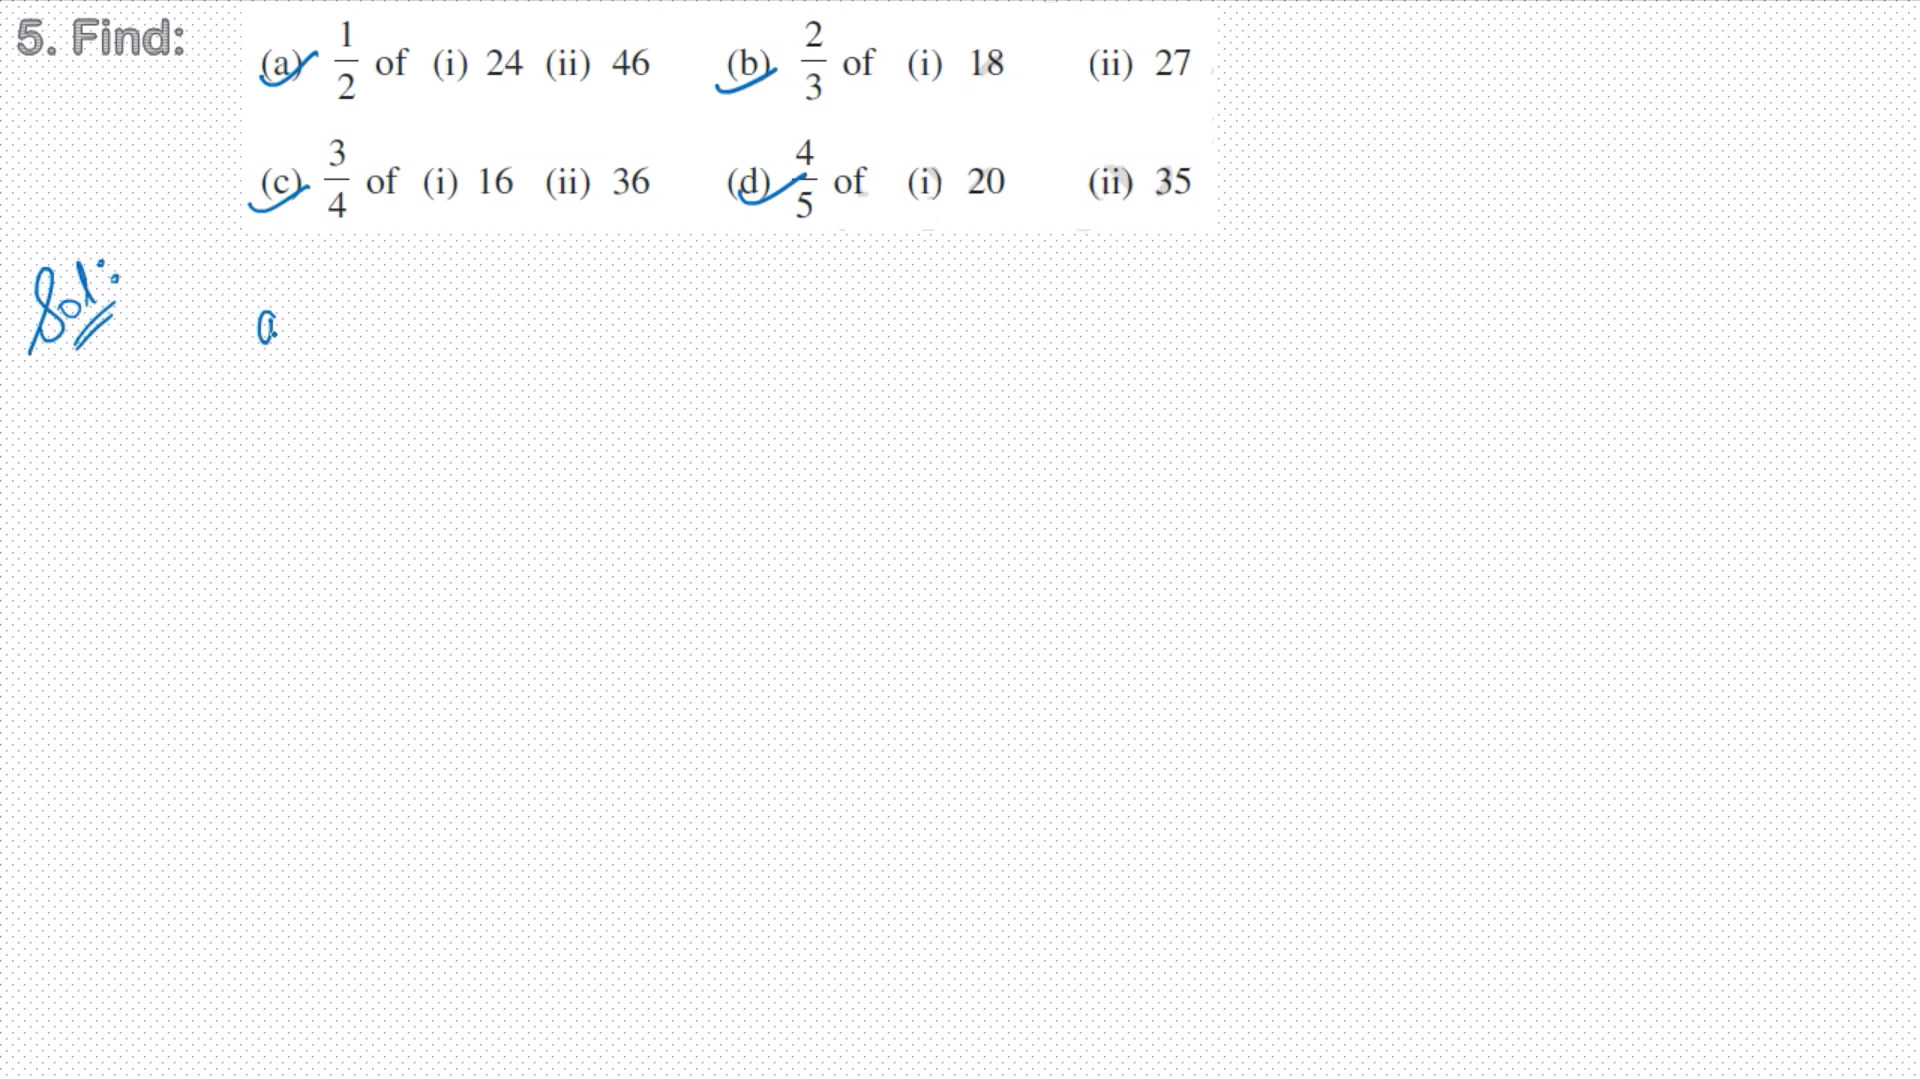 5. Find:
(a) 1/2 of (i) 24 (ii) 46 (b) 2/3 of (i) 18 (ii) 27
(c) 3/4 of (i) 16 (ii) 36 (d) 4/5 of (i) 20 (ii) 35
Sol:
a